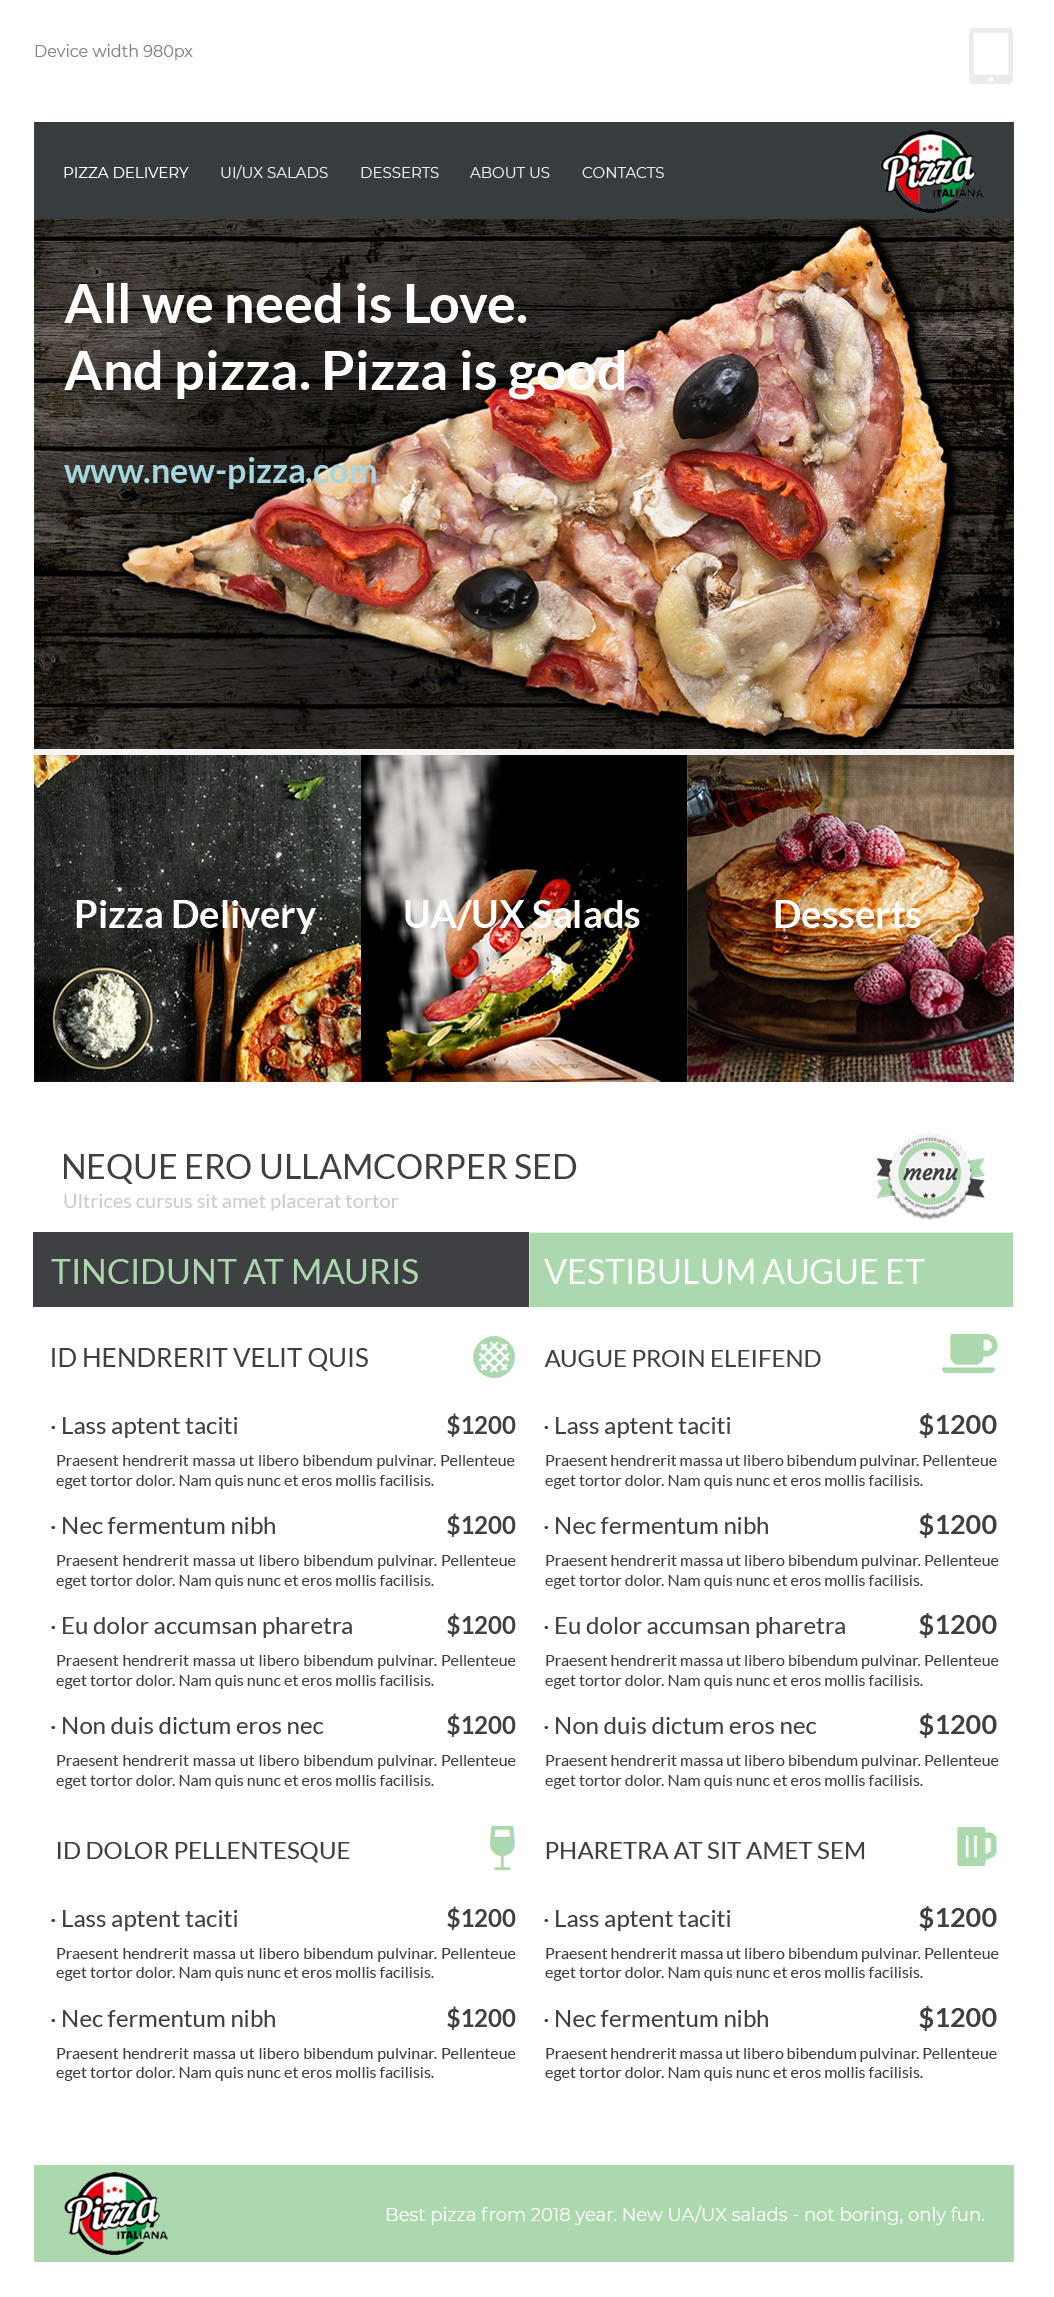 Device width 980px
PIZZA DELIVERY UI/UX SALADS DESSERTS ABOUT US CONTACTS
Pizza
ITALIANA
All we need is Love.
And pizza. Pizza is good
www.new-pizza.com
Pizza Delivery
UA/UX Salads
Desserts
NEQUE ERO ULLAMCORPER SED
Ultrices cursus sit amet placerat tortor
menu
TINCIDUNT AT MAURIS
ID HENDRERIT VELIT QUIS
· Lass aptent taciti $1200
Praesent hendrerit massa ut libero bibendum pulvinar. Pellenteue
eget tortor dolor. Nam quis nunc et eros mollis facilisis.
· Nec fermentum nibh $1200
Praesent hendrerit massa ut libero bibendum pulvinar. Pellenteue
eget tortor dolor. Nam quis nunc et eros mollis facilisis.
· Eu dolor accumsan pharetra $1200
Praesent hendrerit massa ut libero bibendum pulvinar. Pellenteue
eget tortor dolor. Nam quis nunc et eros mollis facilisis.
· Non duis dictum eros nec $1200
Praesent hendrerit massa ut libero bibendum pulvinar. Pellenteue
eget tortor dolor. Nam quis nunc et eros mollis facilisis.
ID DOLOR PELLENTESQUE
· Lass aptent taciti $1200
Praesent hendrerit massa ut libero bibendum pulvinar. Pellenteue
eget tortor dolor. Nam quis nunc et eros mollis facilisis.
· Nec fermentum nibh $1200
Praesent hendrerit massa ut libero bibendum pulvinar. Pellenteue
eget tortor dolor. Nam quis nunc et eros mollis facilisis.
VESTIBULUM AUGUE ET
AUGUE PROIN ELEIFEND
· Lass aptent taciti $1200
Praesent hendrerit massa ut libero bibendum pulvinar. Pellenteue
eget tortor dolor. Nam quis nunc et eros mollis facilisis.
· Nec fermentum nibh $1200
Praesent hendrerit massa ut libero bibendum pulvinar. Pellenteue
eget tortor dolor. Nam quis nunc et eros mollis facilisis.
· Eu dolor accumsan pharetra $1200
Praesent hendrerit massa ut libero bibendum pulvinar. Pellenteue
eget tortor dolor. Nam quis nunc et eros mollis facilisis.
· Non duis dictum eros nec $1200
Praesent hendrerit massa ut libero bibendum pulvinar. Pellenteue
eget tortor dolor. Nam quis nunc et eros mollis facilisis.
PHARETRA AT SIT AMET SEM
· Lass aptent taciti $1200
Praesent hendrerit massa ut libero bibendum pulvinar. Pellenteue
eget tortor dolor. Nam quis nunc et eros mollis facilisis.
· Nec fermentum nibh $1200
Praesent hendrerit massa ut libero bibendum pulvinar. Pellenteue
eget tortor dolor. Nam quis nunc et eros mollis facilisis.
Pizza
ITALIANA
Best pizza from 2018 year. New UA/UX salads - not boring, only fun.